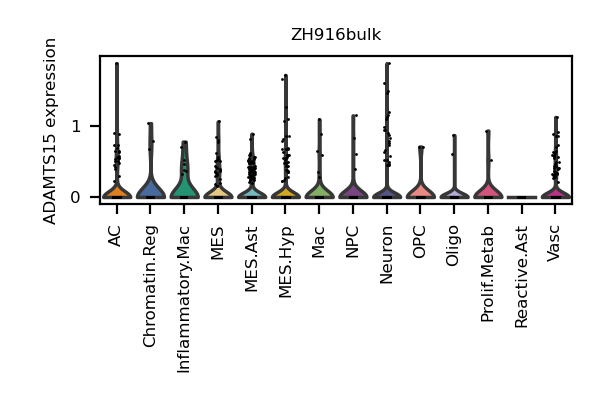 ZH916bulk
ADAMTS15 expression
1
0
AC
Chromatin.Reg
Inflammatory.Mac
MES
MES.Ast
MES.Hyp
Mac
NPC
Neuron
OPC
Oligo
Prolif.Metab
Reactive.Ast
Vasc